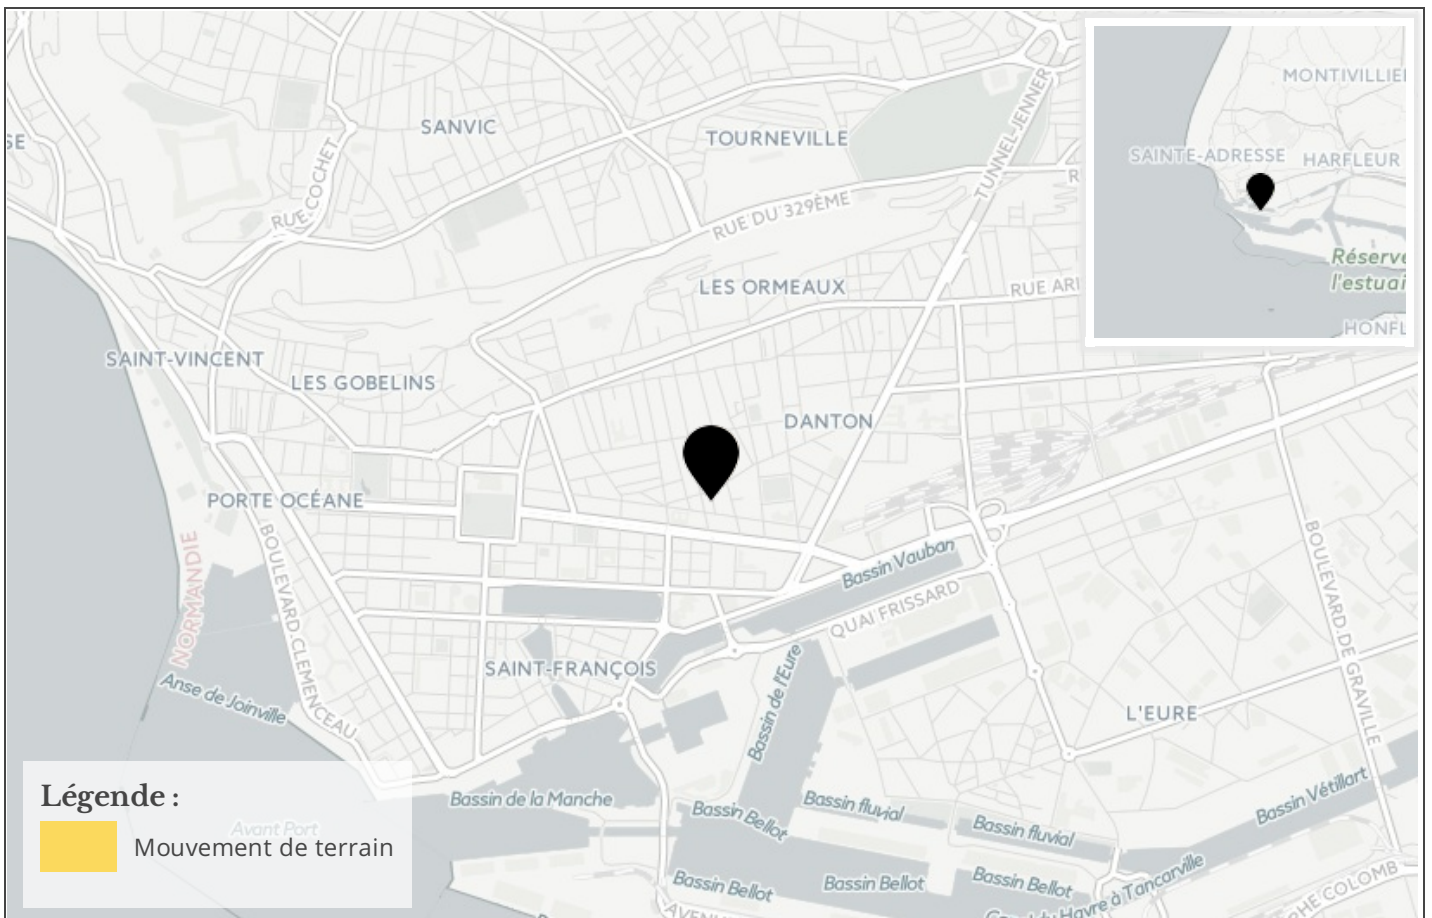 MONTIVILLIE
SAINTE-ADRESSE
HARFLEUR
Réserve
l'estuai
HONFL
SE
SANVIC
TOURNEVILLE
TUNNEL-JENNER
RUE COCHET
RUE DU 329ÈME
R
LES ORMEAUX
RUE ARI
SAINT-VINCENT
LES GOBELINS
DANTON
PORTE OCÉANE
NORMANDIE
BOULEVARD CLEMENCEAU
Bassin Vauban
QUAI FRISSARD
BOULEVARD DE GRAVILLE
SAINT-FRANÇOIS
Bassin de l'Eure
Anse de Joinville
L'EURE
Bassin de la Manche
Bassin Bellot
Bassin fluvial
Bassin fluvial
Bassin Vétillart
Bassin Bellot
Bassin Bellot
Bassin Bellot
du Havre à Tancarville
HE COLOMB
AVENU
Légende :
Avant Port
Mouvement de terrain